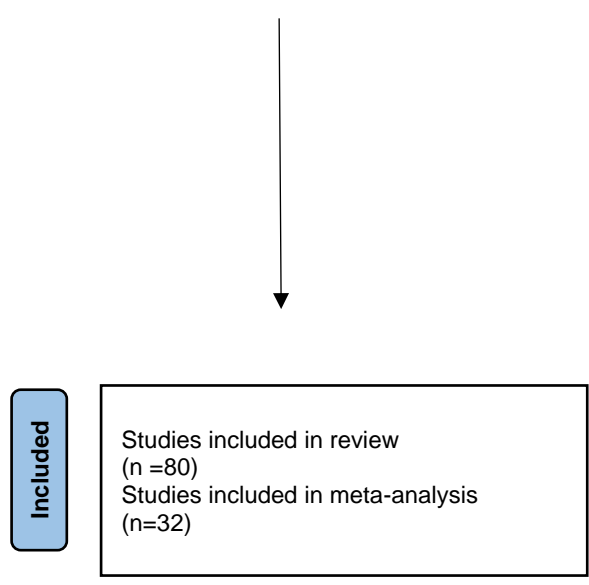 Included
Studies included in review
(n =80)
Studies included in meta-analysis
(n=32)